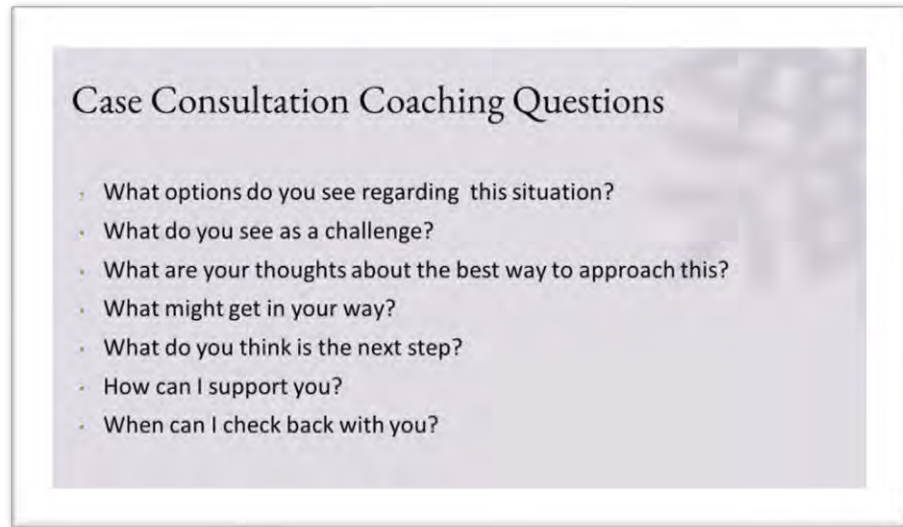 Case Consultation Coaching Questions
· What options do you see regarding  this situation?
· What do you see as a challenge?
· What are your thoughts about the best way to approach this?
· What might get in your way?
· What do you think is the next step?
· How can I support you?
· When can I check back with you?